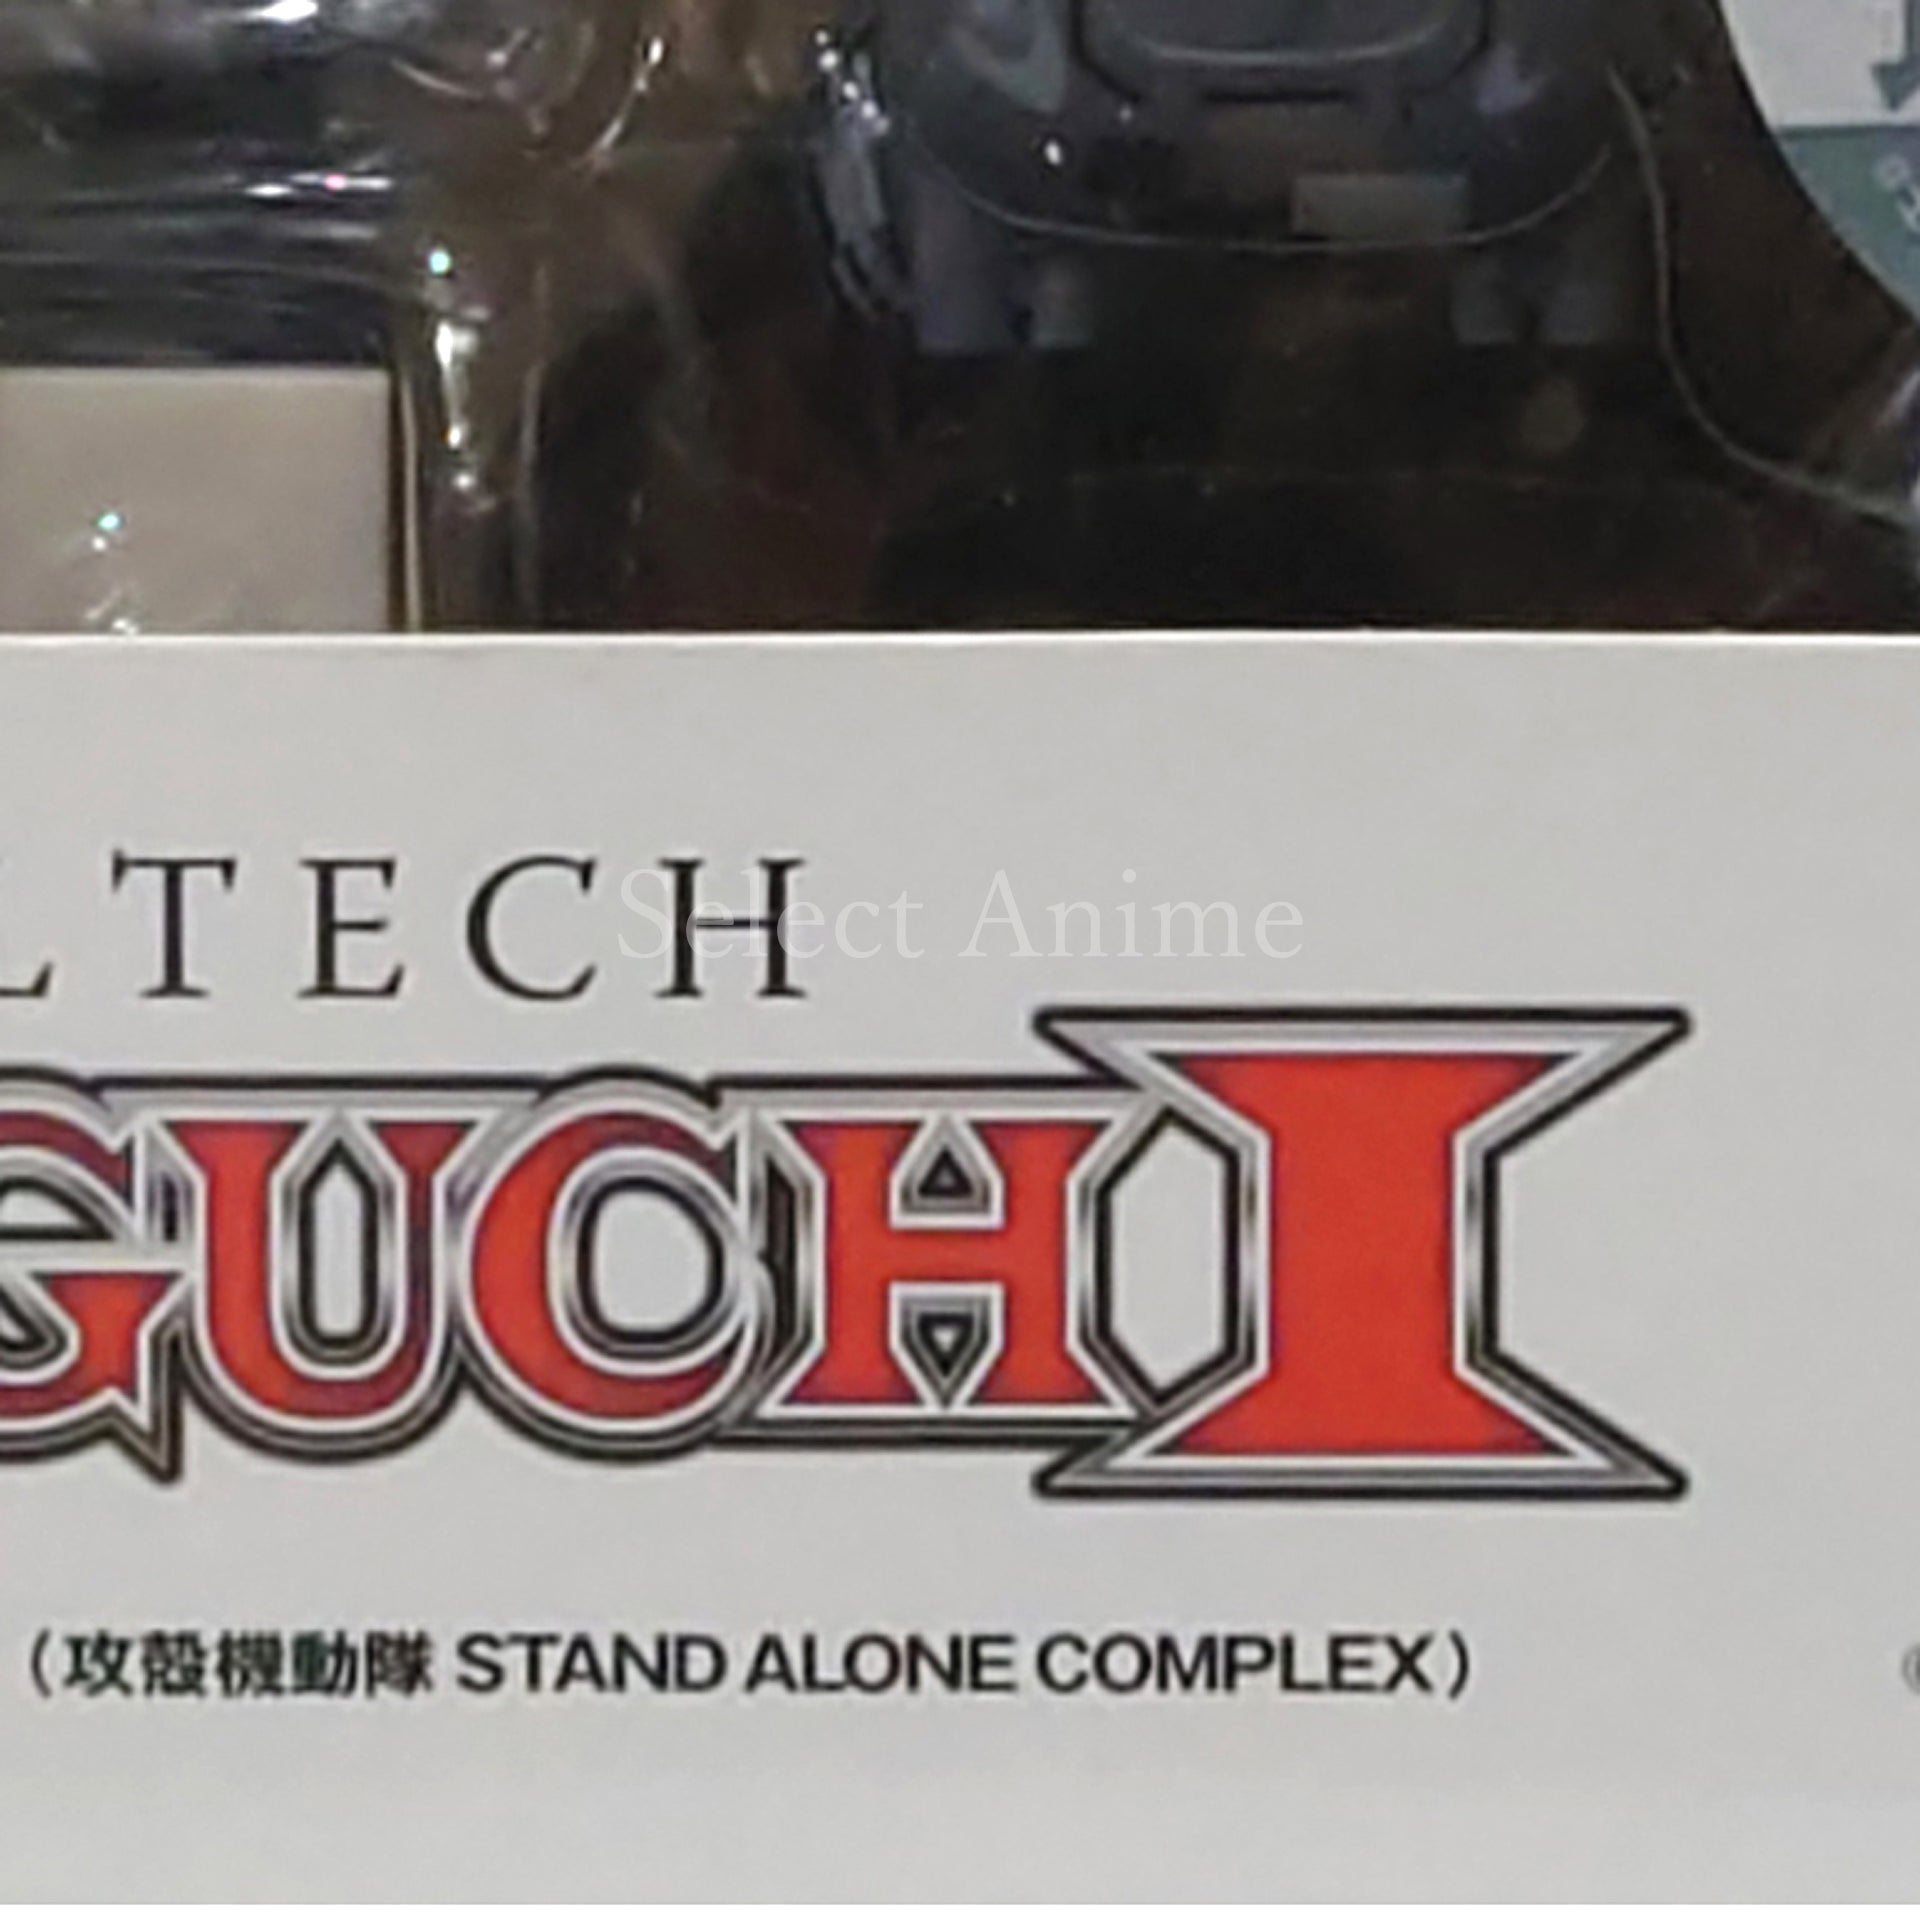 LTECH
Select Anime
GUCHI
（攻殻機動隊 STAND ALONE COMPLEX）